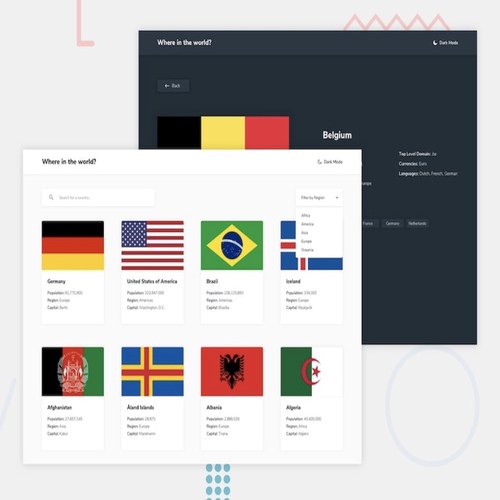 Where in the world?
Dark Mode
Back
Belgium
Top Level Domain: .be
Currencies: Euro
Languages: Dutch, French, German
France
Germany
Netherlands
Where in the world?
Dark Mode
Search for a country...
Filter by Region
Africa
America
Asia
Europe
Oceania
Germany
Population: 81,770,900
Region: Europe
Capital: Berlin
United States of America
Population: 323,947,000
Region: Americas
Capital: Washington, D.C.
Brazil
Population: 206,135,893
Region: Americas
Capital: Brasília
Iceland
Population: 334,300
Region: Europe
Capital: Reykjavík
Afghanistan
Population: 27,657,145
Region: Asia
Capital: Kabul
Åland Islands
Population: 28,875
Region: Europe
Capital: Mariehamn
Albania
Population: 2,886,026
Region: Europe
Capital: Tirana
Algeria
Population: 40,400,000
Region: Africa
Capital: Algiers